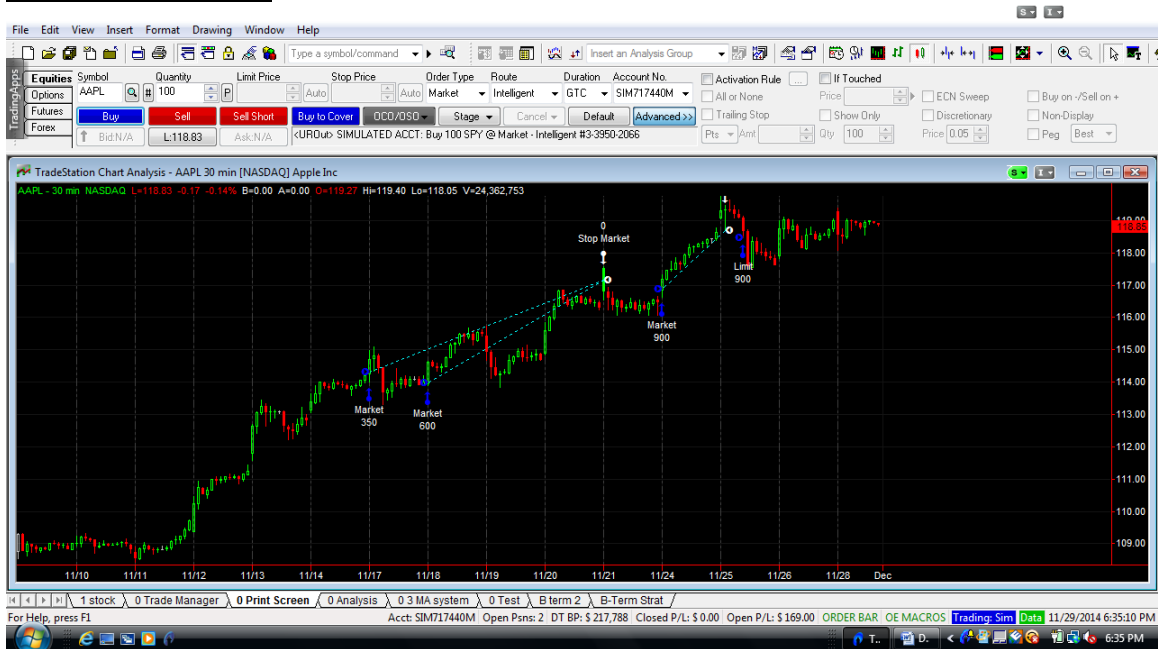 S I
File Edit View Insert Format Drawing Window Help
Type a symbol/command Insert an Analysis Group
TradingApps
Equities Symbol Quantity Limit Price Stop Price Order Type Route Duration Account No. Activation Rule ... If Touched
Options AAPL # 100 P Auto Auto Market Intelligent GTC SIM717440M All or None Price ECN Sweep Buy on -/Sell on +
Futures Buy Sell Sell Short Buy to Cover OCO/OSO Stage Cancel Default Advanced >> Trailing Stop Show Only Discretionary Non-Display
Forex Bid:N/A L:118.83 Ask:N/A <UROut> SIMULATED ACCT: Buy 100 SPY @ Market - Intelligent #3-3950-2066 Pts Amt Qty 100 Price 0.05 Peg Best
TradeStation Chart Analysis - AAPL 30 min [NASDAQ] Apple Inc S I
AAPL - 30 min NASDAQ L=118.83 -0.17 -0.14% B=0.00 A=0.00 O=119.27 Hi=119.40 Lo=118.05 V=24,362,753
119.00
118.85
0
Stop Market
118.00
Limit
900
117.00
116.00
Market
900
115.00
114.00
Market
350
Market
600
113.00
112.00
111.00
110.00
109.00
11/10 11/11 11/12 11/13 11/14 11/17 11/18 11/19 11/20 11/21 11/24 11/25 11/26 11/28 Dec
1 stock 0 Trade Manager 0 Print Screen 0 Analysis 0 3 MA system 0 Test B term 2 B-Term Strat
For Help, press F1 Acct: SIM717440M Open Psns: 2 DT BP: $ 217,788 Closed P/L: $ 0.00 Open P/L: $ 169.00 ORDER BAR OE MACROS Trading: Sim Data 11/29/2014 6:35:10 PM
T.. D. < 6:35 PM